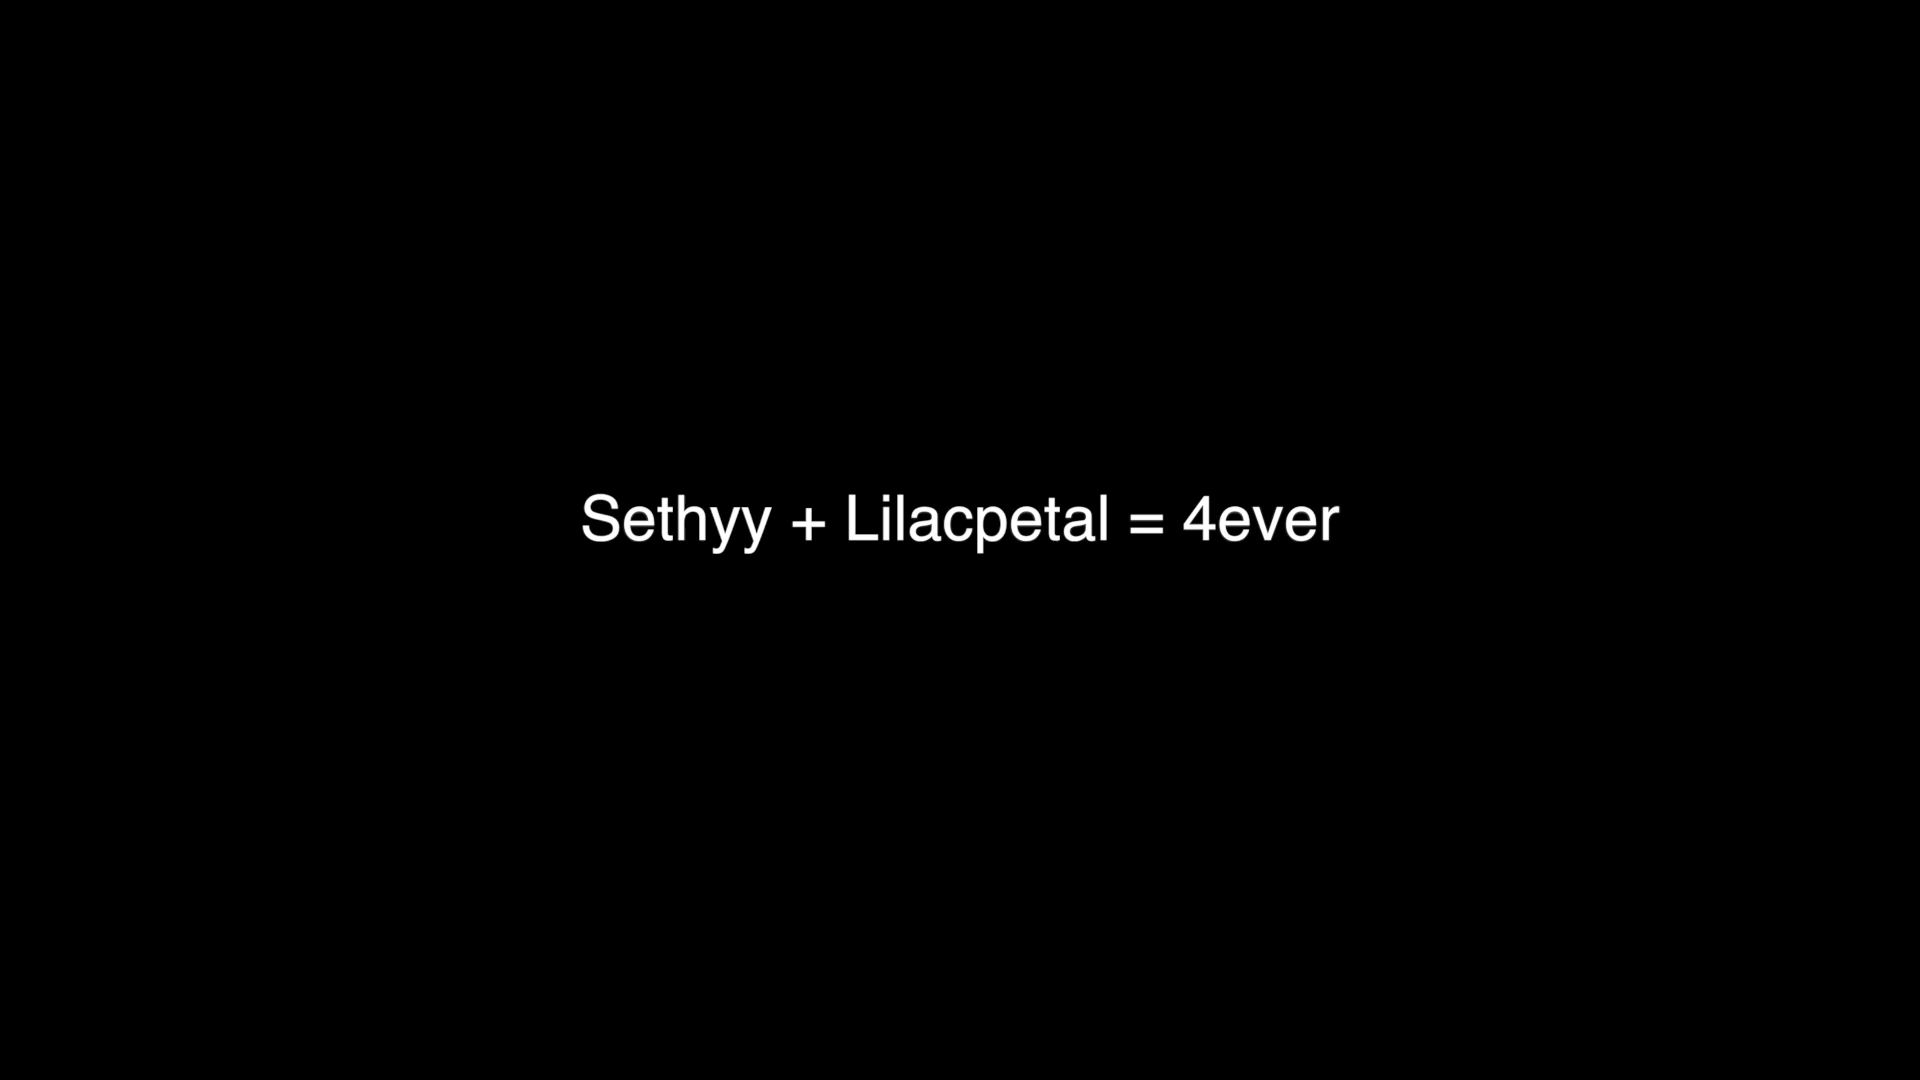 Sethyy + Lilacpetal = 4ever